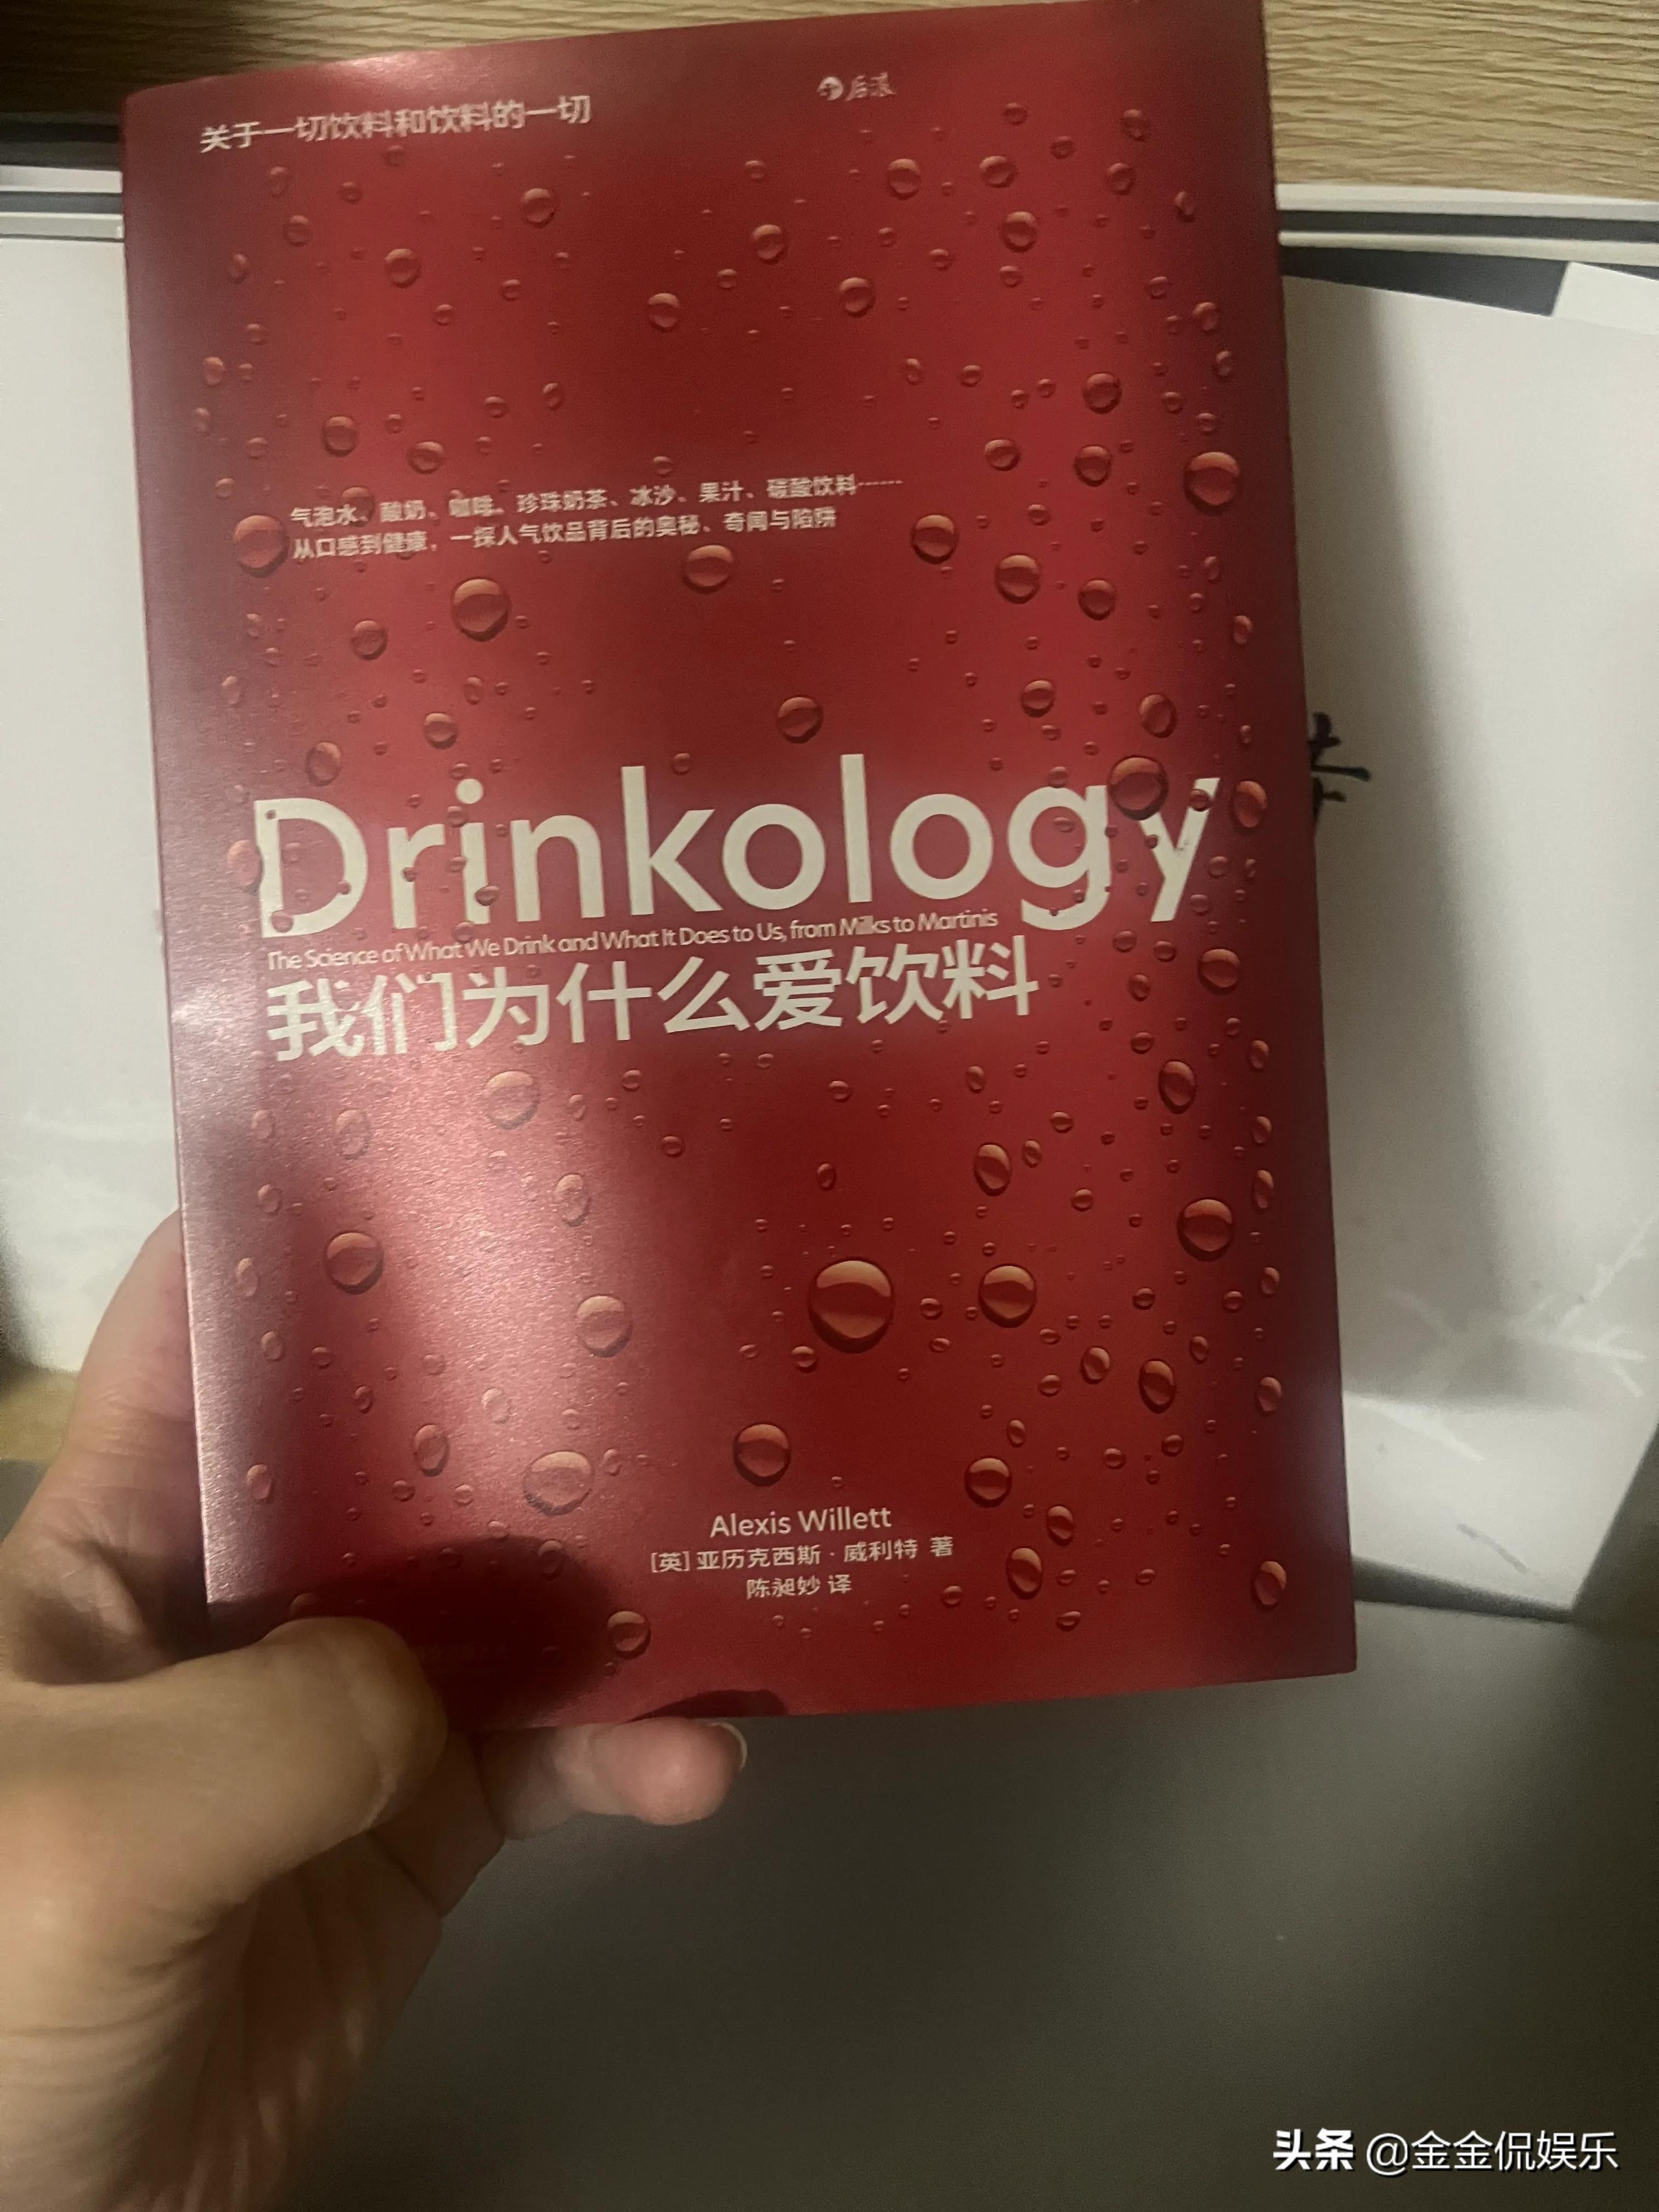 关于一切饮料和饮料的一切
后浪
气泡水、酸奶、咖啡、珍珠奶茶、冰沙、果汁、碳酸饮料……
从口感到健康，一探人气饮品背后的奥秘、奇闻与陷阱
Drinkology
The Science of What We Drink and What It Does to Us, from Milks to Martinis
我们为什么爱饮料
Alexis Willett
[英] 亚历克西斯·威利特 著
陈昶妙 译
头条 @金金侃娱乐